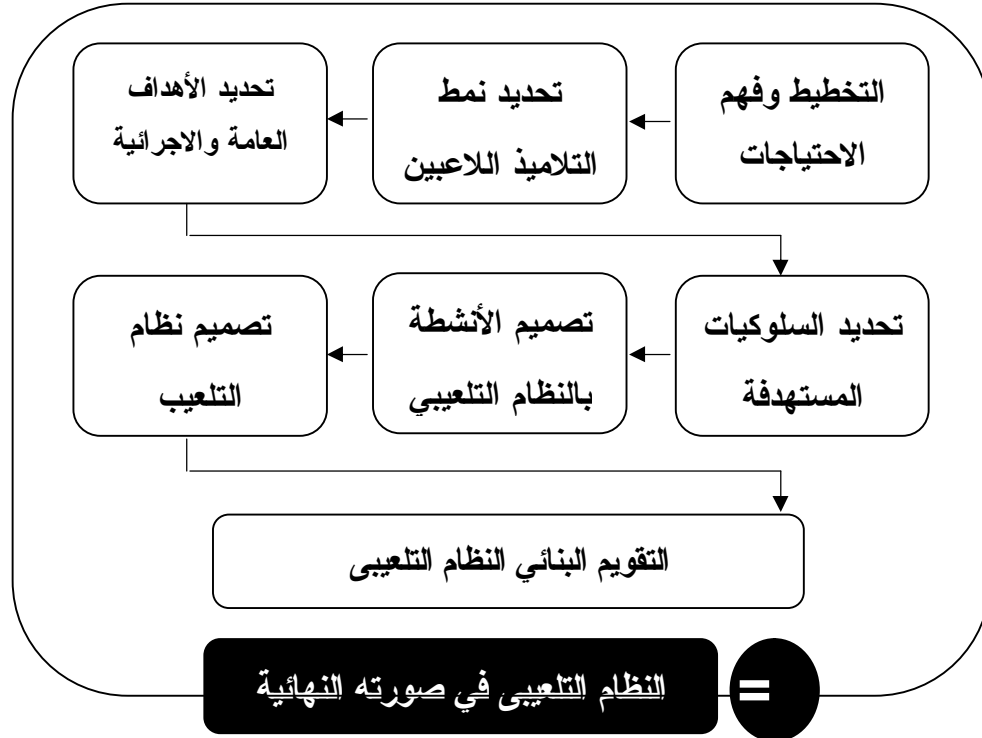 التخطيط وفهم
الاحتياجات
تحديد نمط
التلاميذ اللاعبين
تحديد الأهداف
العامة والاجرائية
تحديد السلوكيات
المستهدفة
تصميم الأنشطة
بالنظام التلعيبي
تصميم نظام
التلعيب
التقويم البنائي النظام التلعيبى
=
النظام التلعيبى في صورته النهائية